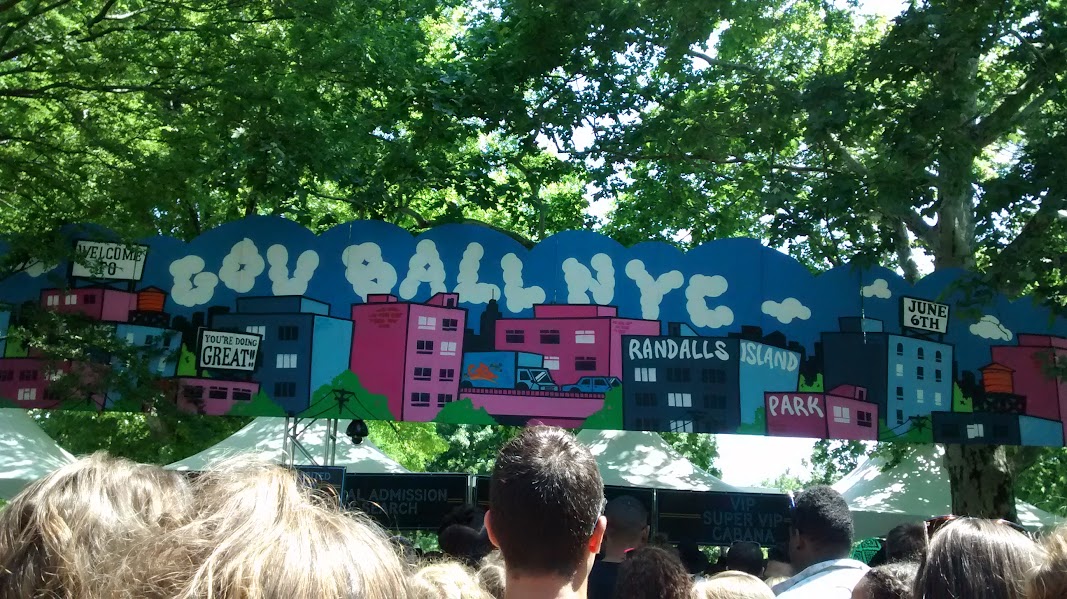 WELCOME
TO
GOV BALL NYC
YOU'RE DOING
GREAT!!
RANDALLS ISLAND
PARK
JUNE
6TH
AL ADMISSION
VIP
SUPER VIP
CABANA